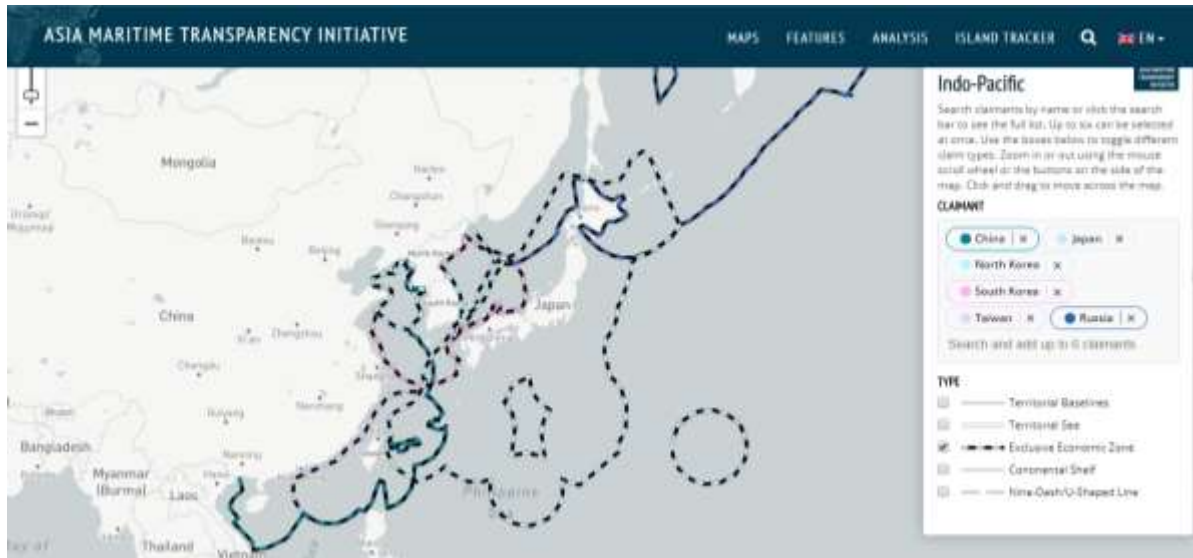 ASIA MARITIME TRANSPARENCY INITIATIVE
MAPS FEATURES ANALYSIS ISLAND TRACKER EN
Indo-Pacific
Search claimants by name or click the search
bar to see the full list. Up to six can be selected
at once. Use the boxes below to toggle different
claim types. Zoom in or out using the mouse
scroll wheel or the buttons on the side of the
map. Click and drag to move across the map.
CLAIMANT
China × Japan ×
North Korea ×
South Korea ×
Taiwan × Russia ×
Search and add up to 6 claimants
TYPE
Territorial Baselines
Territorial Sea
Exclusive Economic Zone
Continental Shelf
Nine-Dash/U-Shaped Line
Mongolia
Changchun
Beijing
Japan
China
Chengdu
Bangladesh
Myanmar
(Burma)
Laos
Philippine
Thailand
Vietnam